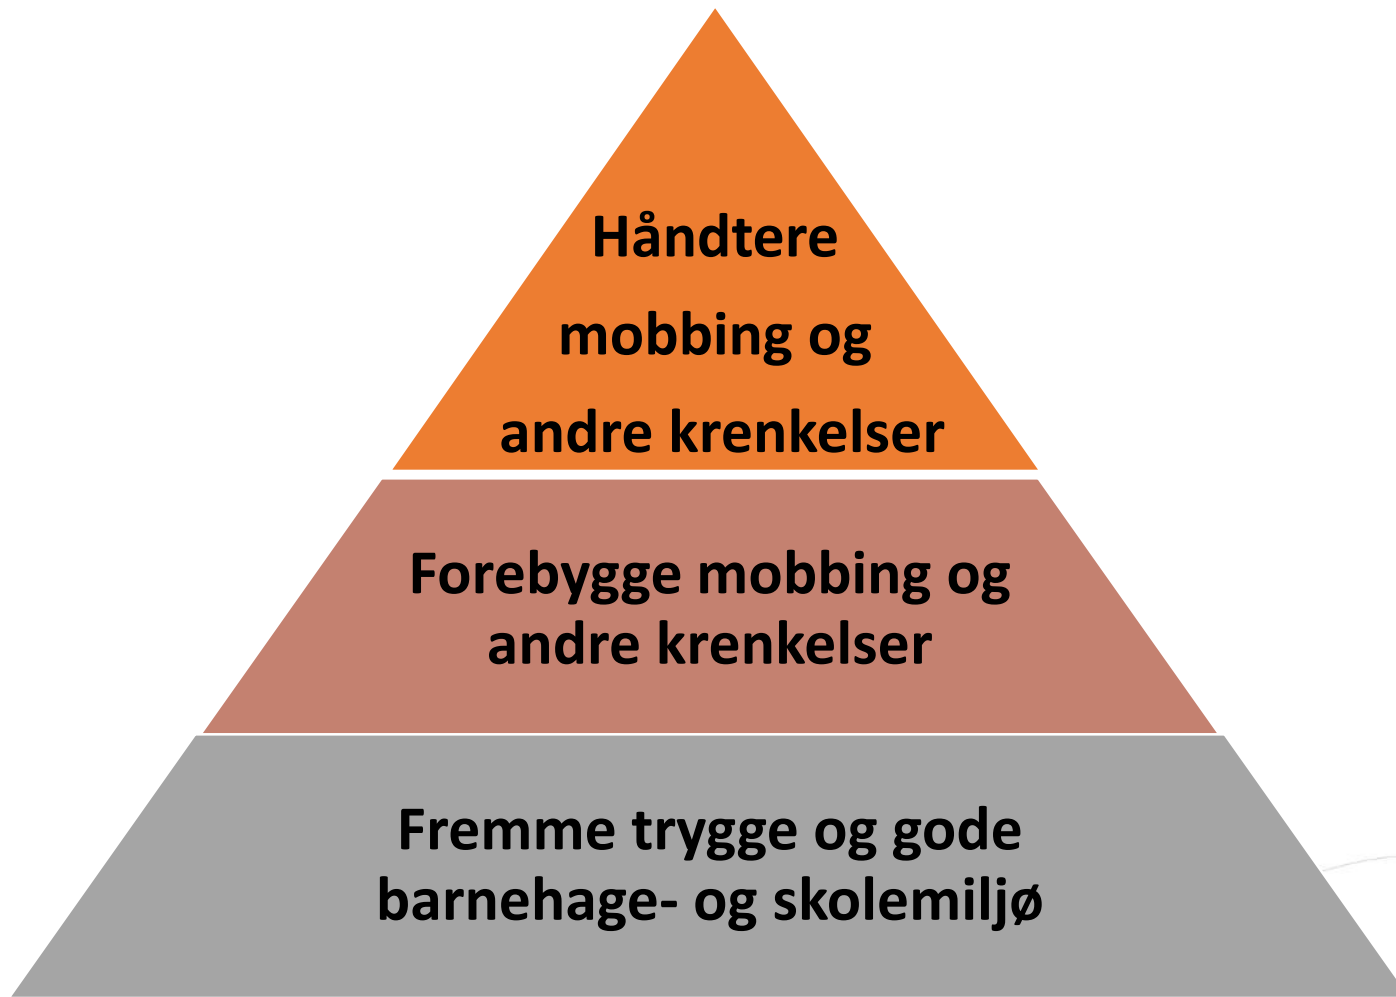 Håndtere
mobbing og
andre krenkelser
Forebygge mobbing og
andre krenkelser
Fremme trygge og gode
barnehage- og skolemiljø